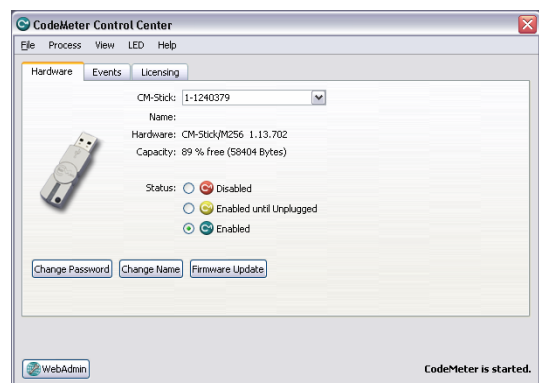 CodeMeter Control Center
File Process View LED Help
Hardware Events Licensing
CM-Stick: 1-1240379
Name:
Hardware: CM-Stick/M256 1.13.702
Capacity: 89 % free (58404 Bytes)
Status: Disabled
Enabled until Unplugged
Enabled
Change Password Change Name Firmware Update
WebAdmin CodeMeter is started.